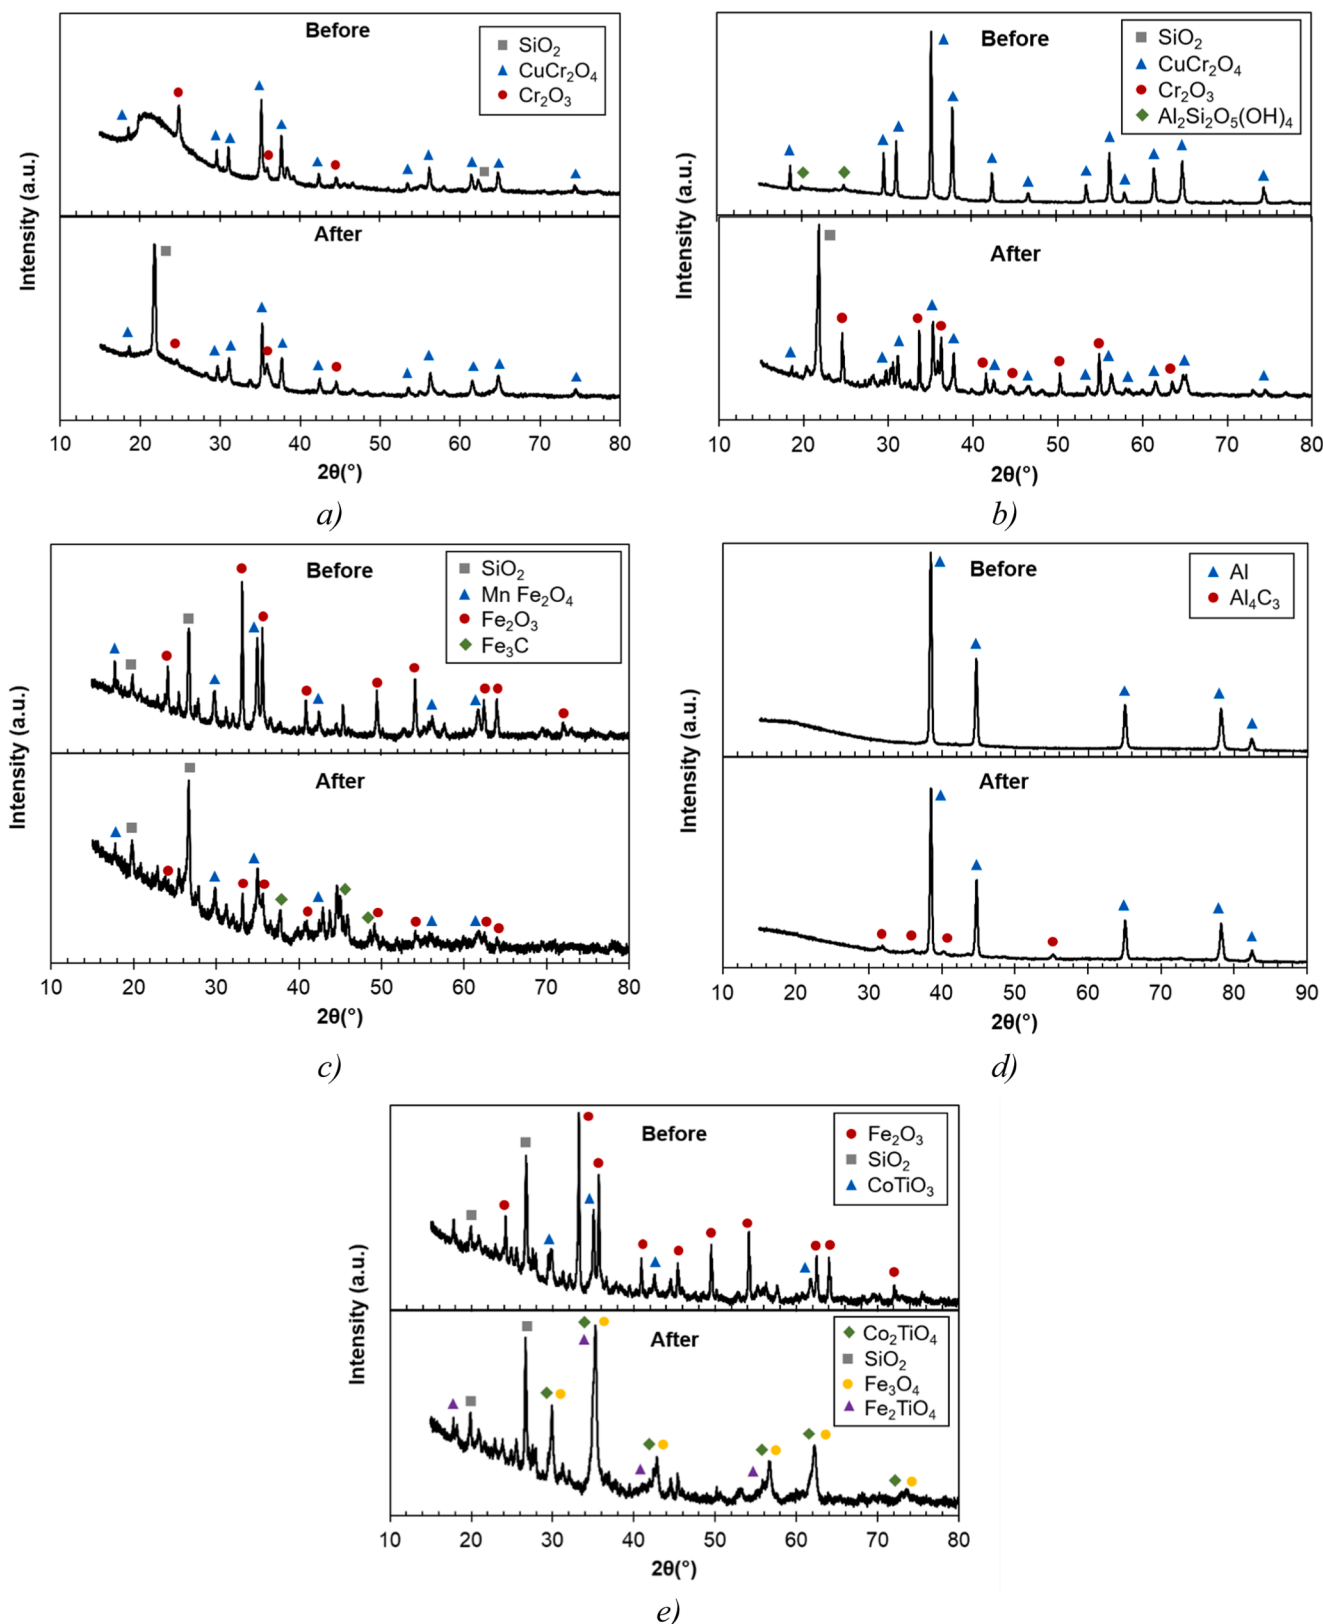 Before
SiO2
CuCr2O4
Cr2O3
After
Intensity (a.u.)
10 20 30 40 50 60 70 80
2θ(°)
a)
Before
SiO2
CuCr2O4
Cr2O3
Al2Si2O5(OH)4
After
Intensity (a.u.)
10 20 30 40 50 60 70 80
2θ(°)
b)
Before
SiO2
Mn Fe2O4
Fe2O3
Fe3C
After
Intensity (a.u.)
10 20 30 40 50 60 70 80
2θ(°)
c)
Before
Al
Al4C3
After
Intensity (a.u.)
10 20 30 40 50 60 70 80 90
2θ(°)
d)
Before
Fe2O3
SiO2
CoTiO3
After
Co2TiO4
SiO2
Fe3O4
Fe2TiO4
Intensity (a.u.)
10 20 30 40 50 60 70 80
2θ(°)
e)